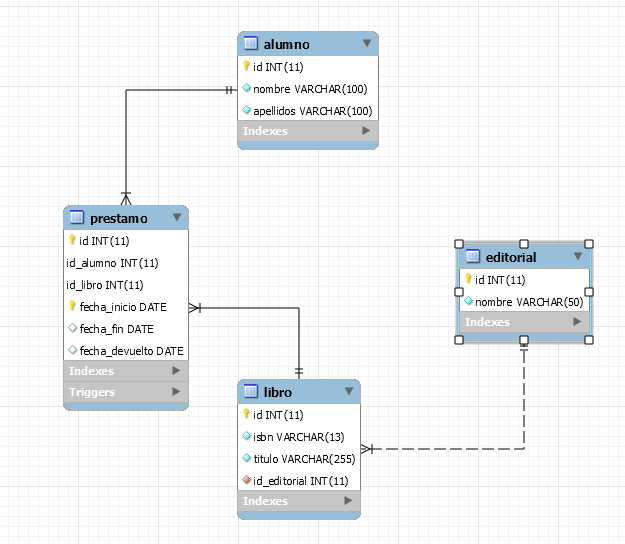 alumno
id INT(11)
nombre VARCHAR(100)
apellidos VARCHAR(100)
Indexes
prestamo
id INT(11)
id_alumno INT(11)
id_libro INT(11)
fecha_inicio DATE
fecha_fin DATE
fecha_devuelto DATE
Indexes
Triggers
editorial
id INT(11)
nombre VARCHAR(50)
Indexes
libro
id INT(11)
isbn VARCHAR(13)
titulo VARCHAR(255)
id_editorial INT(11)
Indexes